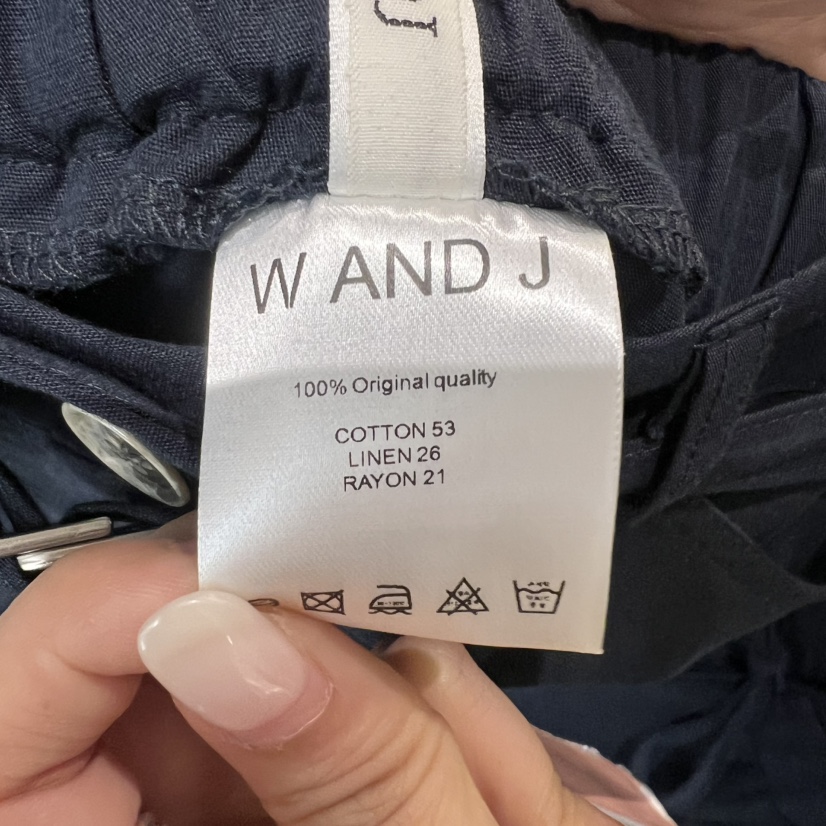 W AND J
100% Original quality
COTTON 53
LINEN 26
RAYON 21